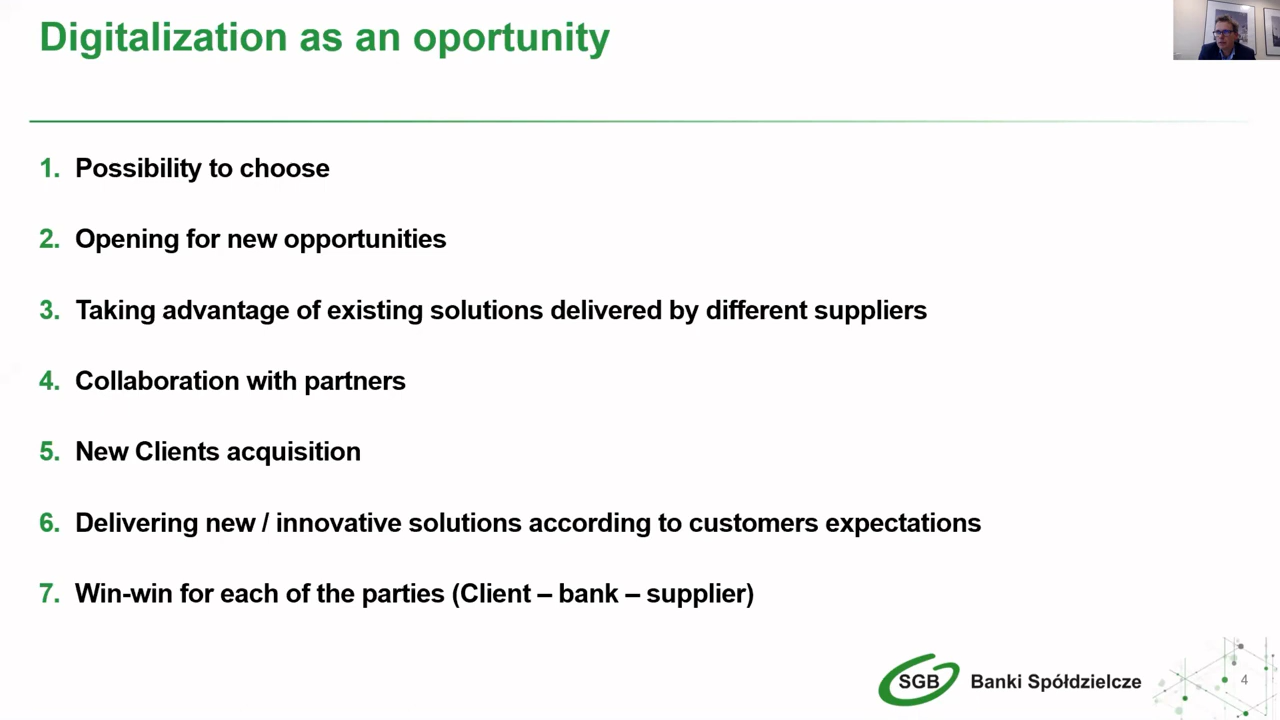 Digitalization as an oportunity
1. Possibility to choose
2. Opening for new opportunities
3. Taking advantage of existing solutions delivered by different suppliers
4. Collaboration with partners
5. New Clients acquisition
6. Delivering new / innovative solutions according to customers expectations
7. Win-win for each of the parties (Client – bank – supplier)
SGB Banki Spółdzielcze
4